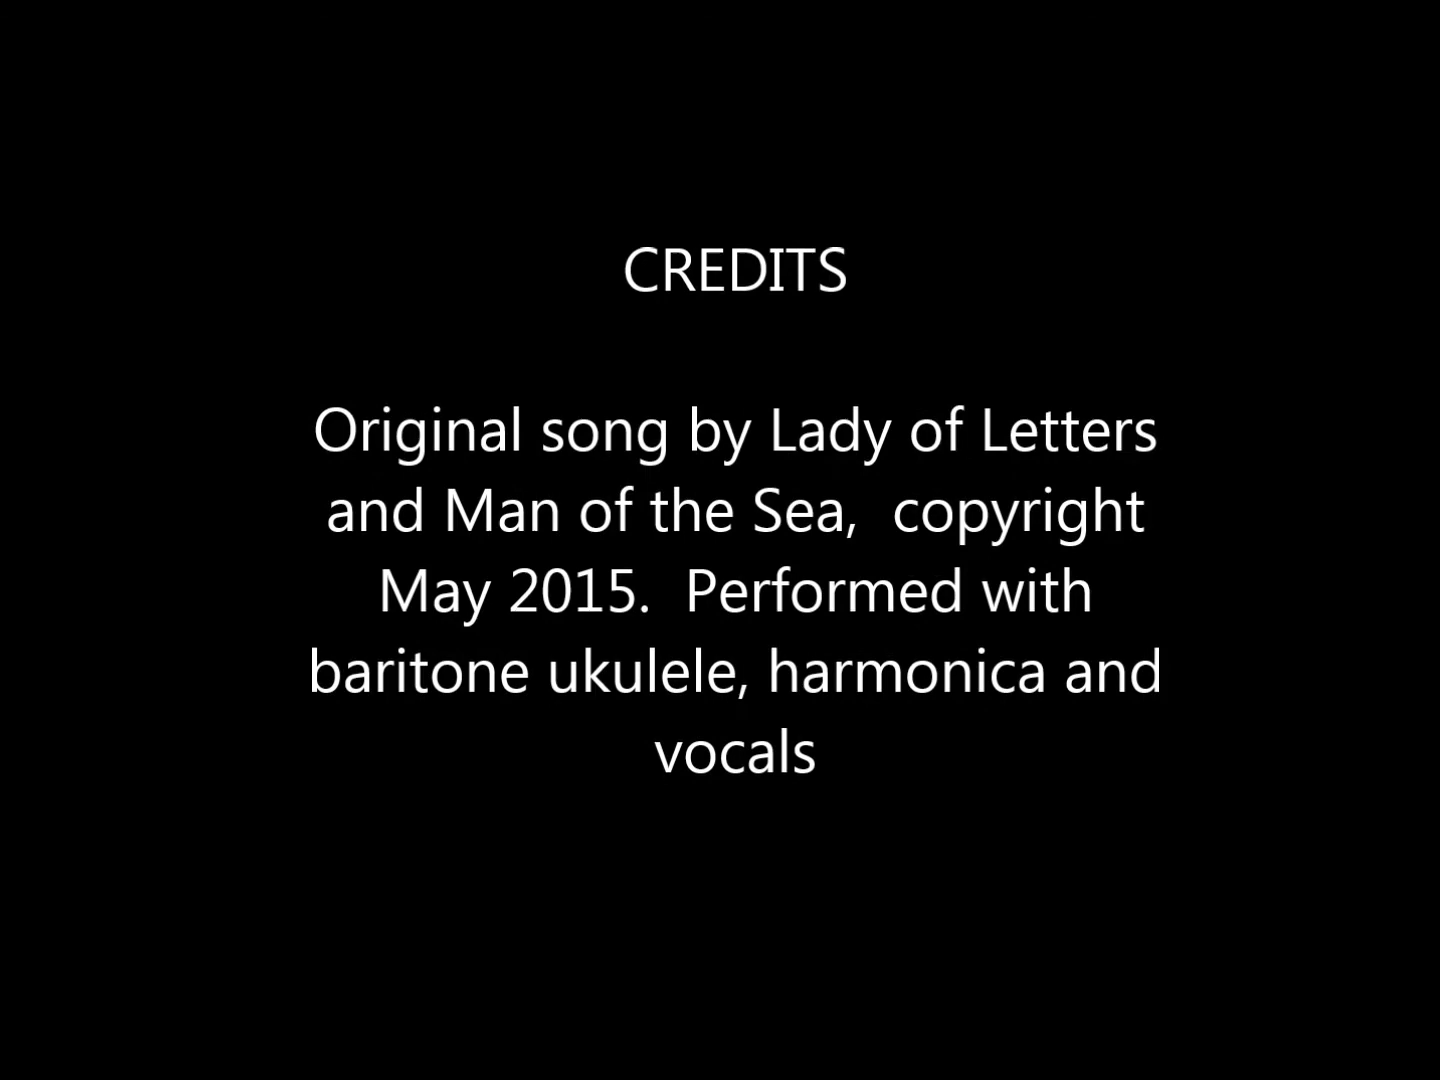 CREDITS
Original song by Lady of Letters
and Man of the Sea,  copyright
May 2015.  Performed with
baritone ukulele, harmonica and
vocals